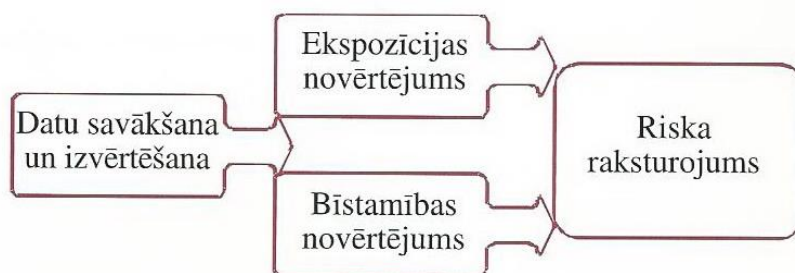 Datu savākšana
un izvērtēšana
Ekspozīcijas
novērtējums
Bīstamības
novērtējums
Riska
raksturojums